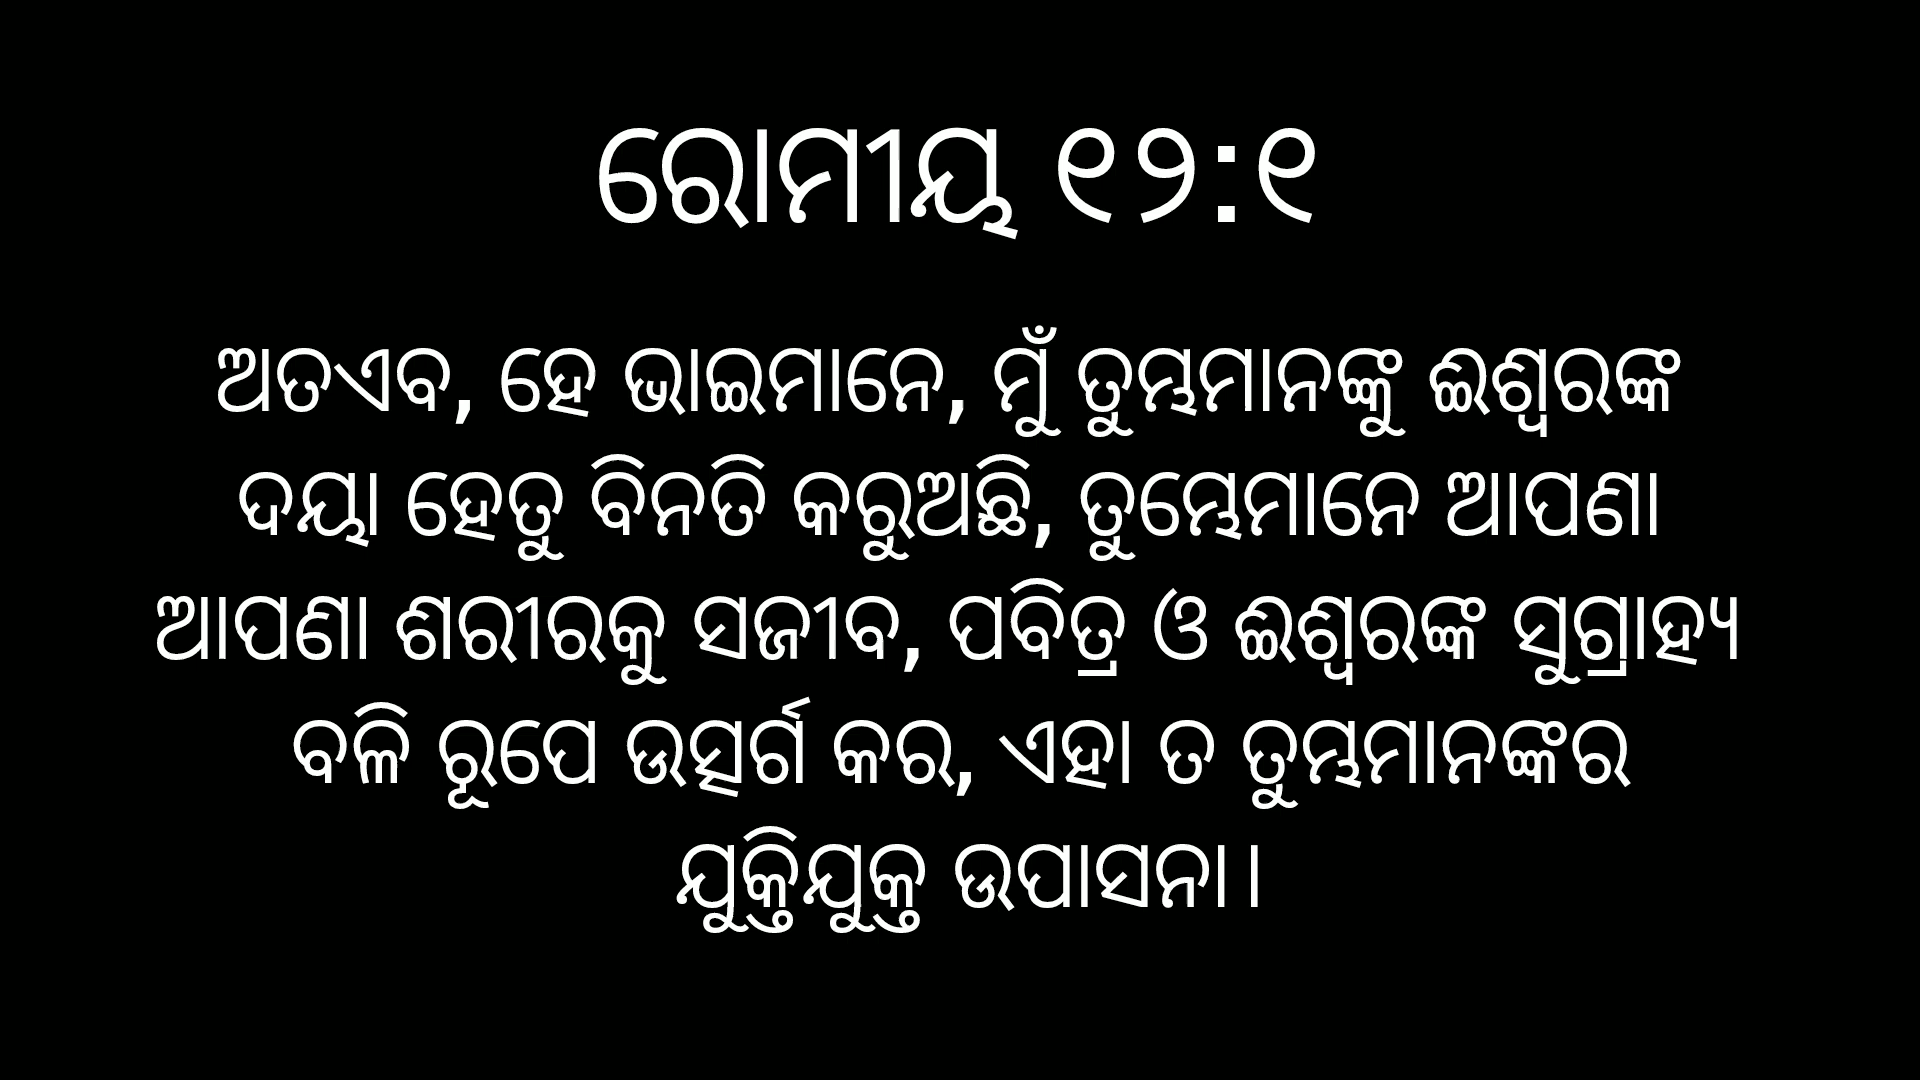 ରୋମୀୟ ୧୨:୧
ଅତଏବ, ହେ ଭାଇମାନେ, ମୁଁ ତୁମ୍ଭମାନଙ୍କୁ ଈଶ୍ୱରଙ୍କ
ଦୟା ହେତୁ ବିନତି କରୁଅଛି, ତୁମ୍ଭେମାନେ ଆପଣା
ଆପଣା ଶରୀରକୁ ସଜୀବ, ପବିତ୍ର ଓ ଈଶ୍ୱରଙ୍କ ସୁଗ୍ରାହ୍ୟ
ବଳି ରୂପେ ଉତ୍ସର୍ଗ କର, ଏହା ତ ତୁମ୍ଭମାନଙ୍କର
ଯୁକ୍ତିଯୁକ୍ତ ଉପାସନା।